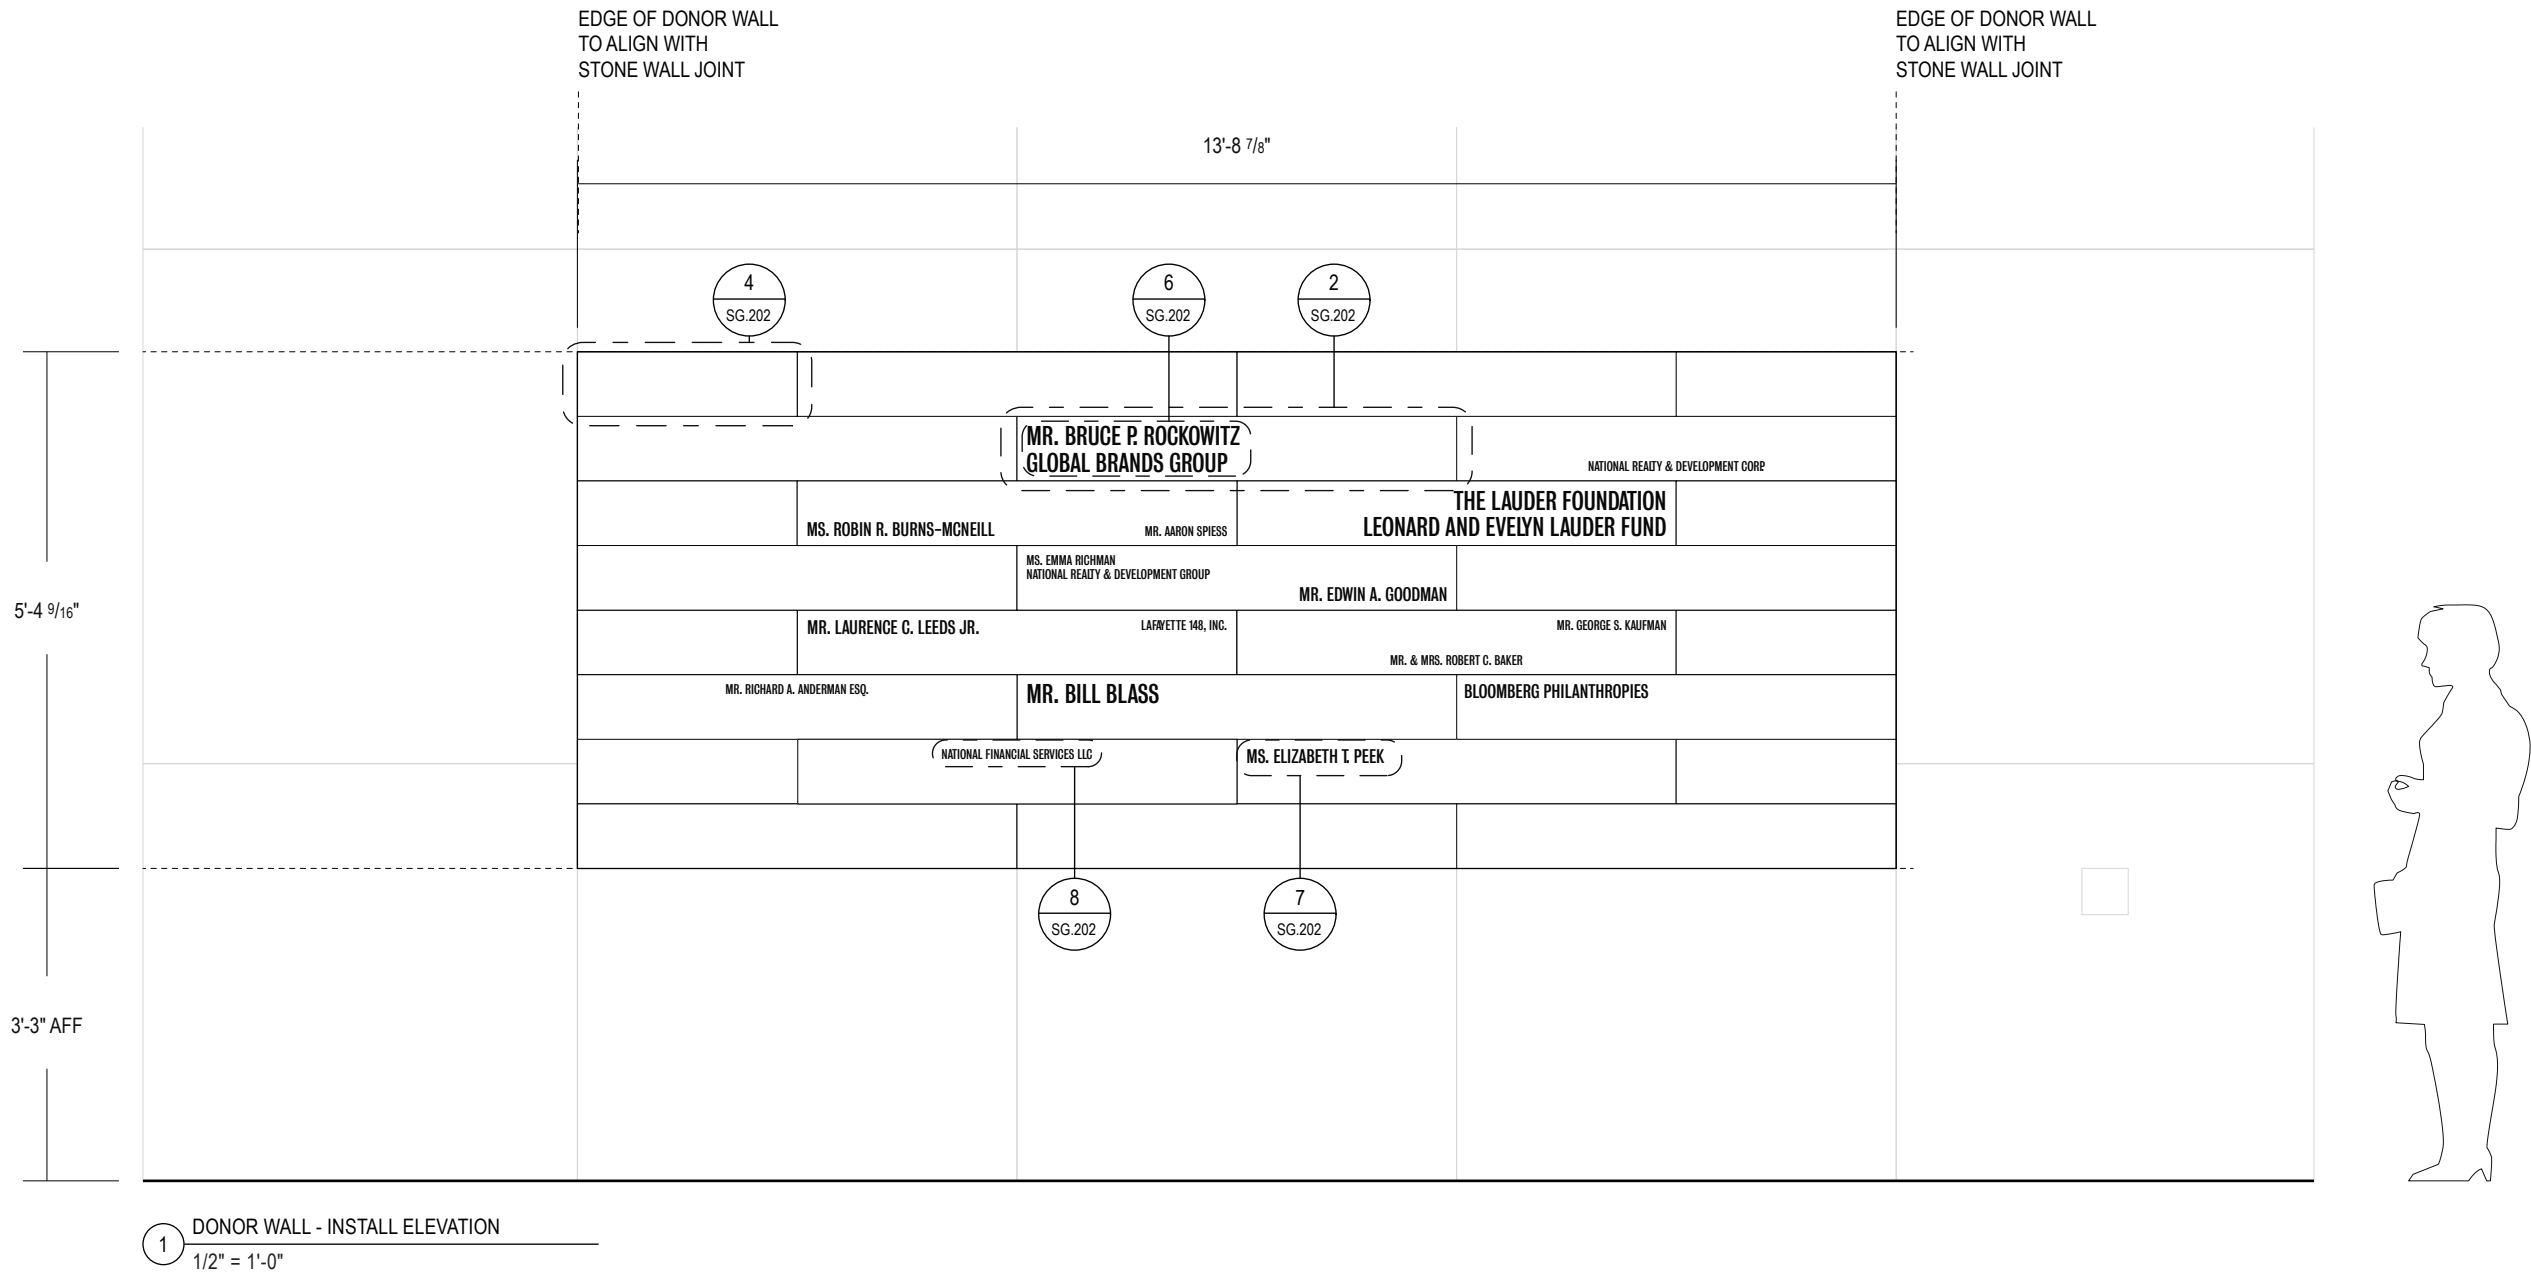 EDGE OF DONOR WALL
TO ALIGN WITH
STONE WALL JOINT
EDGE OF DONOR WALL
TO ALIGN WITH
STONE WALL JOINT
13'-8 7/8"
4
SG.202
6
SG.202
2
SG.202
MR. BRUCE P. ROCKOWITZ
GLOBAL BRANDS GROUP
NATIONAL REALTY & DEVELOPMENT CORP
THE LAUDER FOUNDATION
LEONARD AND EVELYN LAUDER FUND
MS. ROBIN R. BURNS-MCNEILL
MR. AARON SPIESS
MS. EMMA RICHMAN
NATIONAL REALTY & DEVELOPMENT GROUP
MR. EDWIN A. GOODMAN
5'-4 9/16"
MR. LAURENCE C. LEEDS JR.
LAFAYETTE 148, INC.
MR. GEORGE S. KAUFMAN
MR. & MRS. ROBERT C. BAKER
MR. RICHARD A. ANDERMAN ESQ.
MR. BILL BLASS
BLOOMBERG PHILANTHROPIES
NATIONAL FINANCIAL SERVICES LLC
MS. ELIZABETH T. PEEK
8
SG.202
7
SG.202
3'-3" AFF
1
DONOR WALL - INSTALL ELEVATION
1/2" = 1'-0"